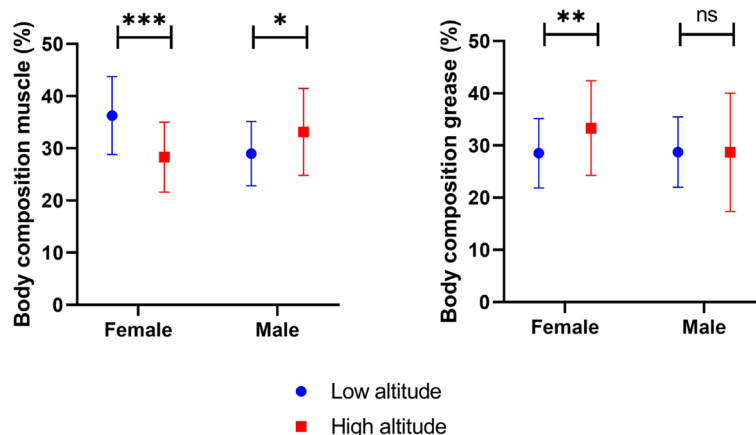 *** *
Body composition muscle (%)
50
40
30
20
10
0
Female Male
** ns
Body composition grease (%)
50
40
30
20
10
0
Female Male
Low altitude
High altitude